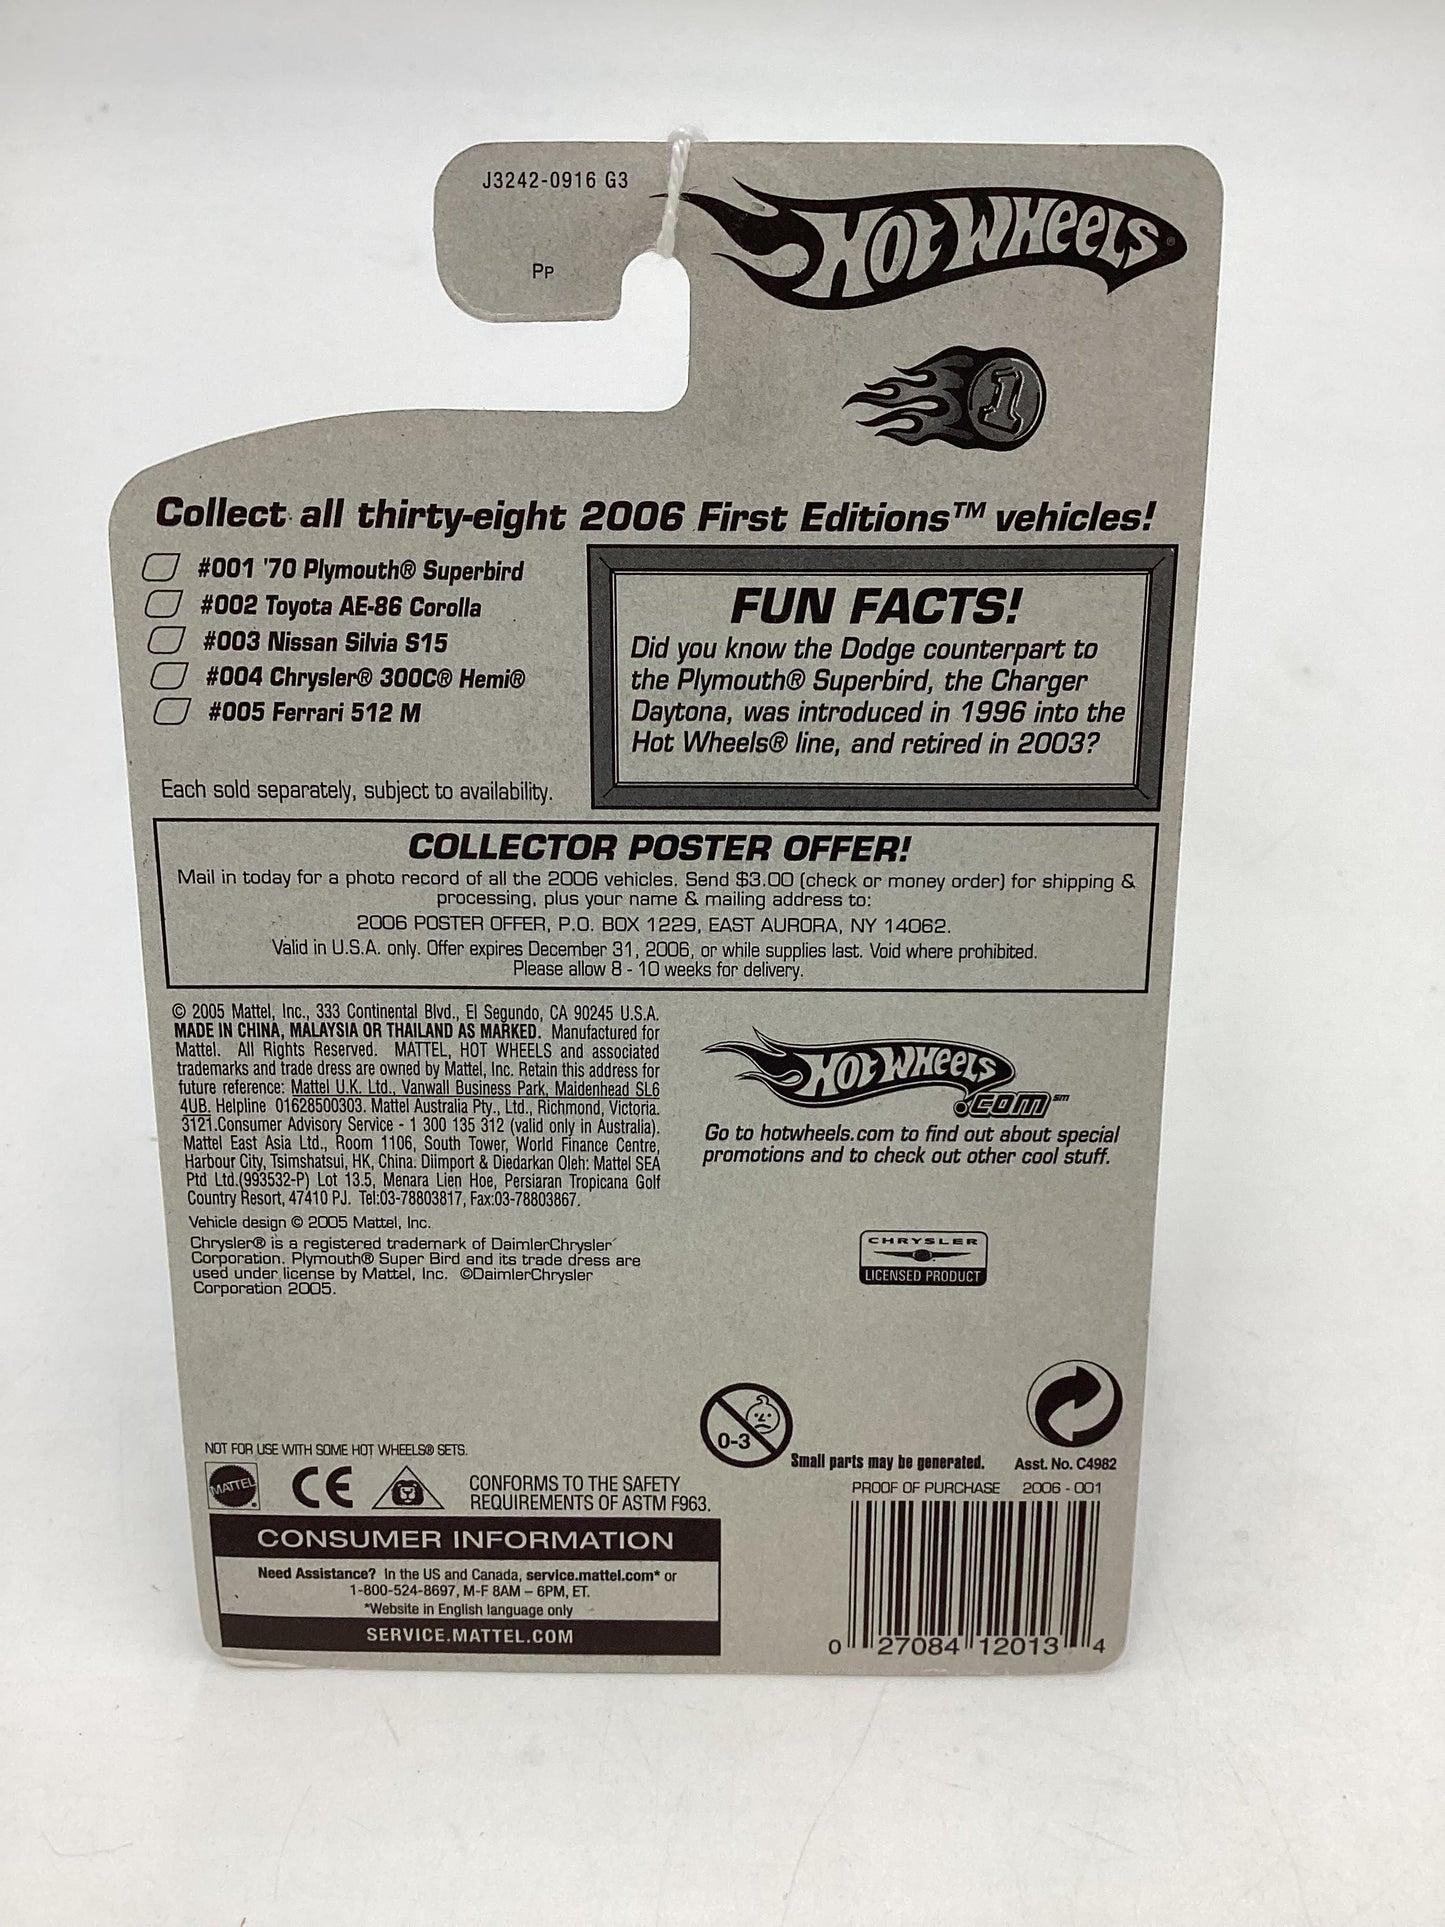 J3242-0916 G3
Pp
HOT WHEELS®
1
Collect all thirty-eight 2006 First Editions™ vehicles!
#001 '70 Plymouth® Superbird
#002 Toyota AE-86 Corolla
#003 Nissan Silvia S15
#004 Chrysler® 300C® Hemi®
#005 Ferrari 512 M
Each sold separately, subject to availability.
FUN FACTS!
Did you know the Dodge counterpart to
the Plymouth® Superbird, the Charger
Daytona, was introduced in 1996 into the
Hot Wheels® line, and retired in 2003?
COLLECTOR POSTER OFFER!
Mail in today for a photo record of all the 2006 vehicles. Send $3.00 (check or money order) for shipping &
processing, plus your name & mailing address to:
2006 POSTER OFFER, P.O. BOX 1229, EAST AURORA, NY 14062.
Valid in U.S.A. only. Offer expires December 31, 2006, or while supplies last. Void where prohibited.
Please allow 8 - 10 weeks for delivery.
© 2005 Mattel, Inc., 333 Continental Blvd., El Segundo, CA 90245 U.S.A.
MADE IN CHINA, MALAYSIA OR THAILAND AS MARKED. Manufactured for
Mattel. All Rights Reserved. MATTEL, HOT WHEELS and associated
trademarks and trade dress are owned by Mattel, Inc. Retain this address for
future reference: Mattel U.K. Ltd., Vanwall Business Park, Maidenhead SL6
4UB. Helpline 01628500303. Mattel Australia Pty., Ltd., Richmond, Victoria.
3121.Consumer Advisory Service - 1 300 135 312 (valid only in Australia).
Mattel East Asia Ltd., Room 1106, South Tower, World Finance Centre,
Harbour City, Tsimshatsui, HK, China. Diimport & Diedarkan Oleh: Mattel SEA
Ptd Ltd.(993532-P) Lot 13.5, Menara Lien Hoe, Persiaran Tropicana Golf
Country Resort, 47410 PJ. Tel:03-78803817, Fax:03-78803867.
Vehicle design © 2005 Mattel, Inc.
Chrysler® is a registered trademark of DaimlerChrysler
Corporation. Plymouth® Super Bird and its trade dress are
used under license by Mattel, Inc. ©DaimlerChrysler
Corporation 2005.
HOT WHEELS
.COM℠
Go to hotwheels.com to find out about special
promotions and to check out other cool stuff.
CHRYSLER
LICENSED PRODUCT
0-3
Small parts may be generated.
Asst. No. C4982
NOT FOR USE WITH SOME HOT WHEELS® SETS.
MATTEL
CE
CONFORMS TO THE SAFETY
REQUIREMENTS OF ASTM F963.
CONSUMER INFORMATION
Need Assistance? In the US and Canada, service.mattel.com* or
1-800-524-8697, M-F 8AM – 6PM, ET.
*Website in English language only
SERVICE.MATTEL.COM
PROOF OF PURCHASE 2006 - 001
0 27084 12013 4